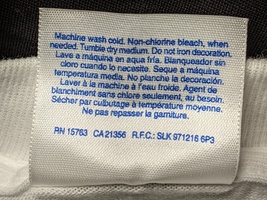 Machine wash cold. Non-chlorine bleach, when
needed. Tumble dry medium. Do not iron decoration.
Lave a máquina en aqua fría. Blanqueador sin
cloro cuando lo necesite. Seque a máquina
temperatura media. No planche la decoración.
Laver à la machine à l'eau froide. Agent de
blanchiment sans chlore seulement, au besoin.
Sécher par culbutage à température moyenne.
Ne pas repasser la garniture.
RN 15763 CA 21356 R.F.C.: SLK 971216 6P3